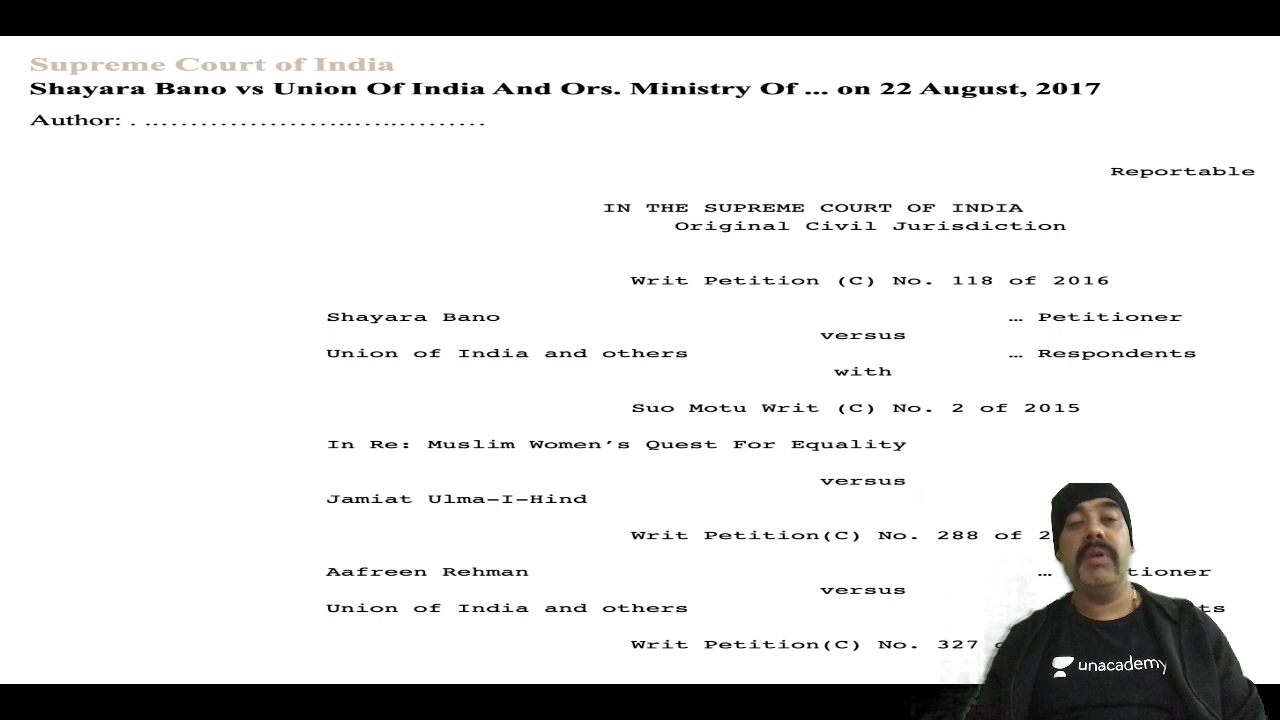 Supreme Court of India
Shayara Bano vs Union Of India And Ors. Ministry Of ... on 22 August, 2017
Author: . ...............................
Reportable
IN THE SUPREME COURT OF INDIA
Original Civil Jurisdiction
Writ Petition (C) No. 118 of 2016
Shayara Bano … Petitioner
versus
Union of India and others … Respondents
with
Suo Motu Writ (C) No. 2 of 2015
In Re: Muslim Women’s Quest For Equality
versus
Jamiat Ulma-I-Hind
Writ Petition(C) No. 288 of
Aafreen Rehman …
versus
Union of India and others
Writ Petition(C) No. 327
unacademy